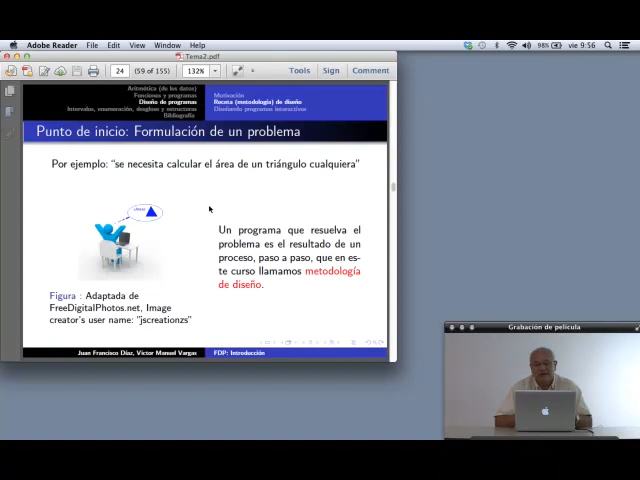 Adobe Reader File Edit View Window Help
98% vie 9:56
Tema2.pdf
24 (59 of 155) 132% Tools Sign Comment
Aritmética (de los datos)
Funciones y programas
Diseño de programas
Intervalos, enumeración, desglose y estructuras
Bibliografía
Motivación
Receta (metodología) de diseño
Diseñando programas interactivos
Punto de inicio: Formulación de un problema
Por ejemplo: "se necesita calcular el área de un triángulo cualquiera"
Un programa que resuelva el
problema es el resultado de un
proceso, paso a paso, que en es-
te curso llamamos metodología
de diseño.
Figura : Adaptada de
FreeDigitalPhotos.net, Image
creator's user name: "jscreationzs"
Juan Francisco Díaz, Víctor Manuel Vargas FDP: Introducción
Grabación de película